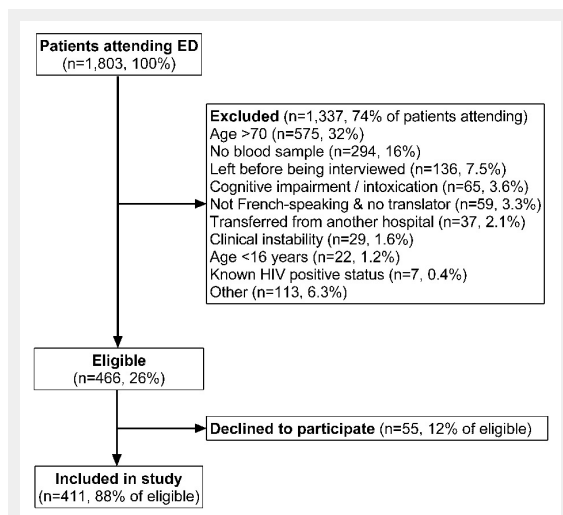 Patients attending ED
(n=1,803, 100%)
Excluded (n=1,337, 74% of patients attending)
Age >70 (n=575, 32%)
No blood sample (n=294, 16%)
Left before being interviewed (n=136, 7.5%)
Cognitive impairment / intoxication (n=65, 3.6%)
Not French-speaking & no translator (n=59, 3.3%)
Transferred from another hospital (n=37, 2.1%)
Clinical instability (n=29, 1.6%)
Age <16 years (n=22, 1.2%)
Known HIV positive status (n=7, 0.4%)
Other (n=113, 6.3%)
Eligible
(n=466, 26%)
Declined to participate (n=55, 12% of eligible)
Included in study
(n=411, 88% of eligible)